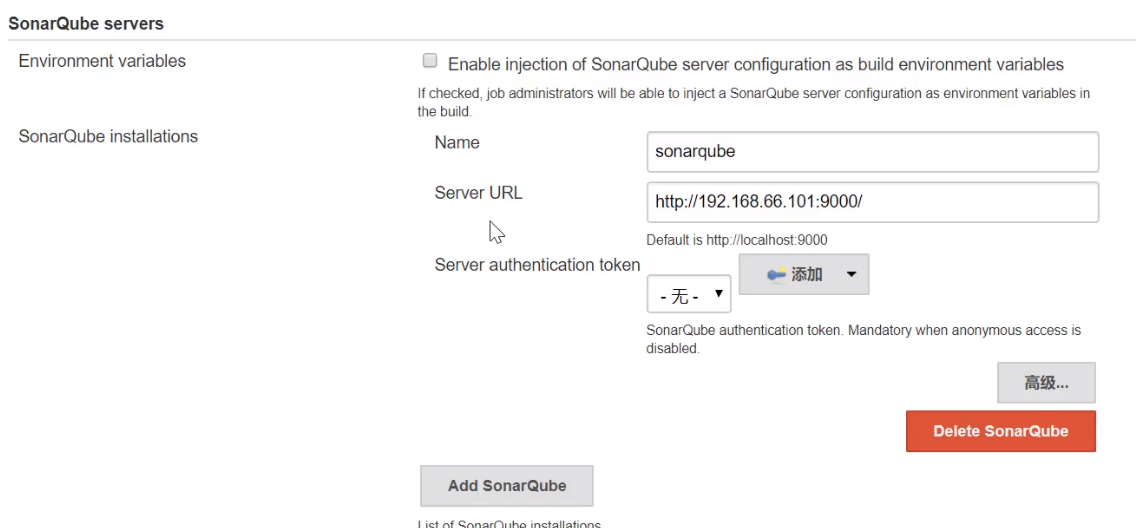 SonarQube servers
Environment variables
Enable injection of SonarQube server configuration as build environment variables
If checked, job administrators will be able to inject a SonarQube server configuration as environment variables in
the build.
SonarQube installations
Name
sonarqube
Server URL
http://192.168.66.101:9000/
Default is http://localhost:9000
Server authentication token
- 无 -
添加
SonarQube authentication token. Mandatory when anonymous access is
disabled.
高级...
Delete SonarQube
Add SonarQube
List of SonarQube installations